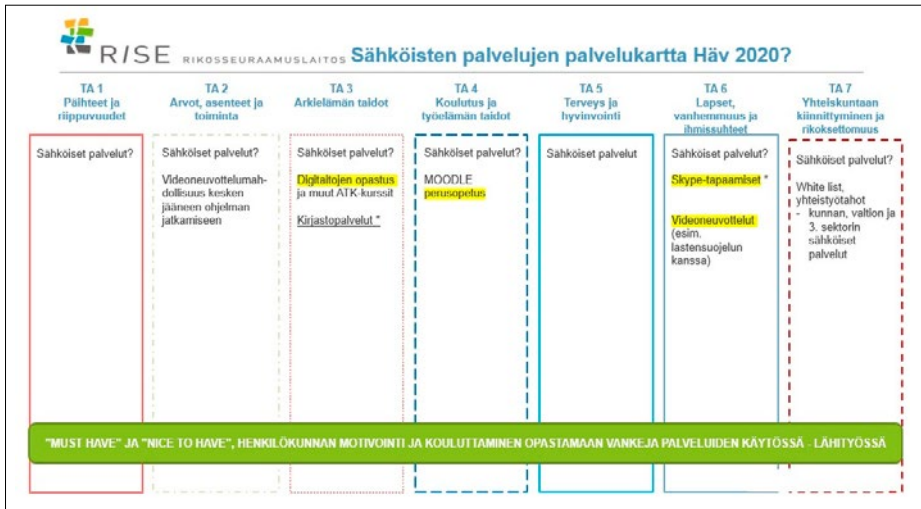 RISE RIKOSSEURAAMUSLAITOS Sähköisten palvelujen palvelukartta Häv 2020?
TA 1
Päihteet ja
riippuvuudet
Sähköiset palvelut?
TA 2
Arvot, asenteet ja
toiminta
Sähköiset palvelut?
Videoneuvottelumah-
dollisuus kesken
jääneen ohjelman
jatkamiseen
TA 3
Arkielämän taidot
Sähköiset palvelut?
Digitaitojen opastus
ja muut ATK-kurssit
Kirjastopalvelut *
TA 4
Koulutus ja
työelämän taidot
Sähköiset palvelut?
MOODLE
perusopetus
TA 5
Terveys ja
hyvinvointi
Sähköiset palvelut
TA 6
Lapset,
vanhemmuus ja
ihmissuhteet
Sähköiset palvelut?
Skype-tapaamiset *
Videoneuvottelut
(esim.
lastensuojelun
kanssa)
TA 7
Yhteiskuntaan
kiinnittyminen ja
rikoksettomuus
Sähköiset palvelut?
White list,
yhteistyötahot
- kunnan, valtion ja
3. sektorin
sähköiset
palvelut
"MUST HAVE" JA "NICE TO HAVE", HENKILÖKUNNAN MOTIVOINTI JA KOULUTTAMINEN OPASTAMAAN VANKEJA PALVELUIDEN KÄYTÖSSÄ - LÄHITYÖSSÄ